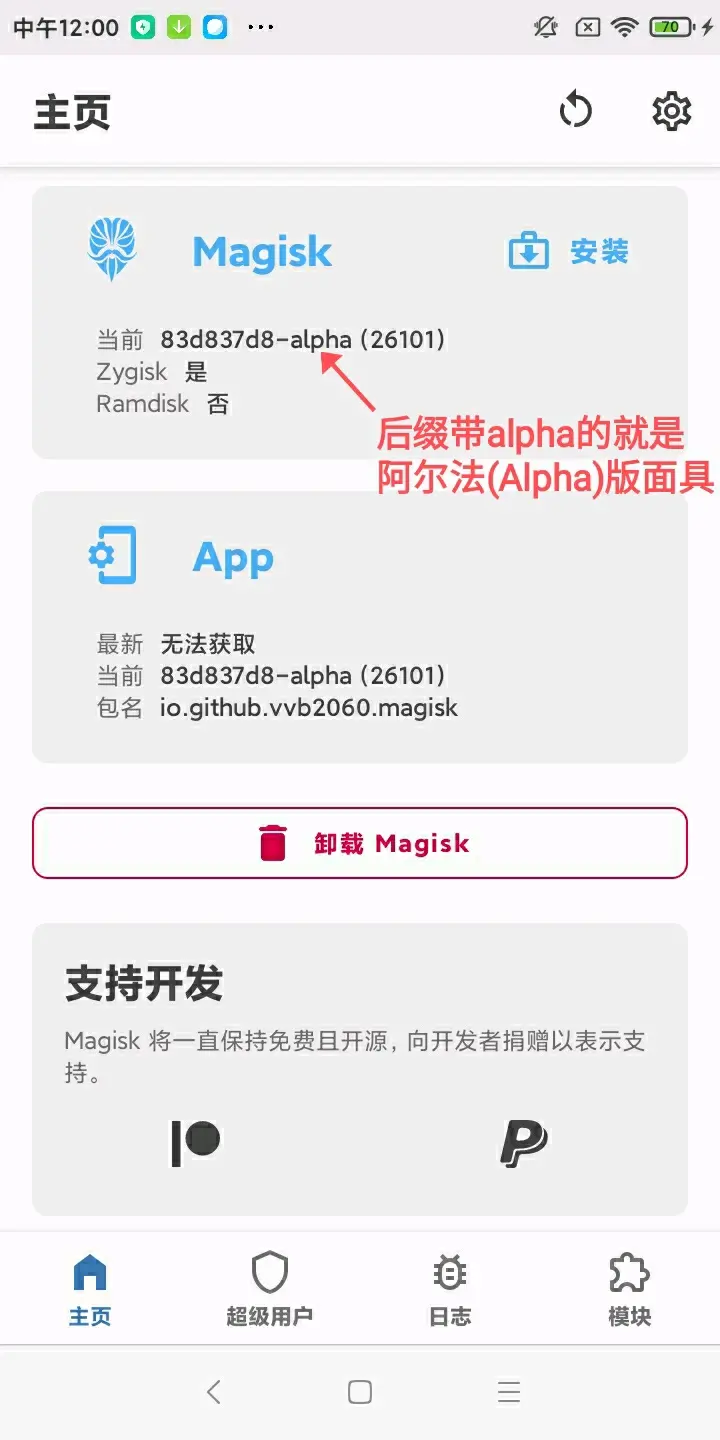 中午12:00
70
主页
Magisk
安装
当前 83d837d8-alpha (26101)
Zygisk 是
Ramdisk 否
后缀带alpha的就是
阿尔法(Alpha)版面具
App
最新 无法获取
当前 83d837d8-alpha (26101)
包名 io.github.vvb2060.magisk
卸载 Magisk
支持开发
Magisk 将一直保持免费且开源，向开发者捐赠以表示支
持。
主页
超级用户
日志
模块